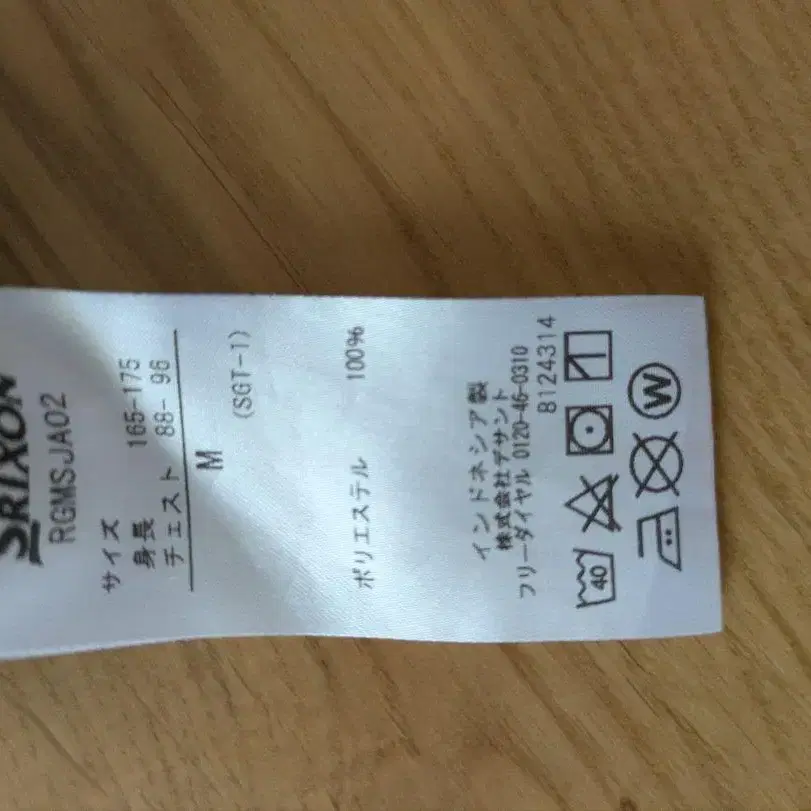 SRIXON
RGMSJA02
サイズ
身長 165-175
チェスト 88- 96
M
(SGT-1)
ポリエステル 100%
インドネシア製
株式会社デサント
フリーダイヤル 0120-46-0310
8124314
40
W